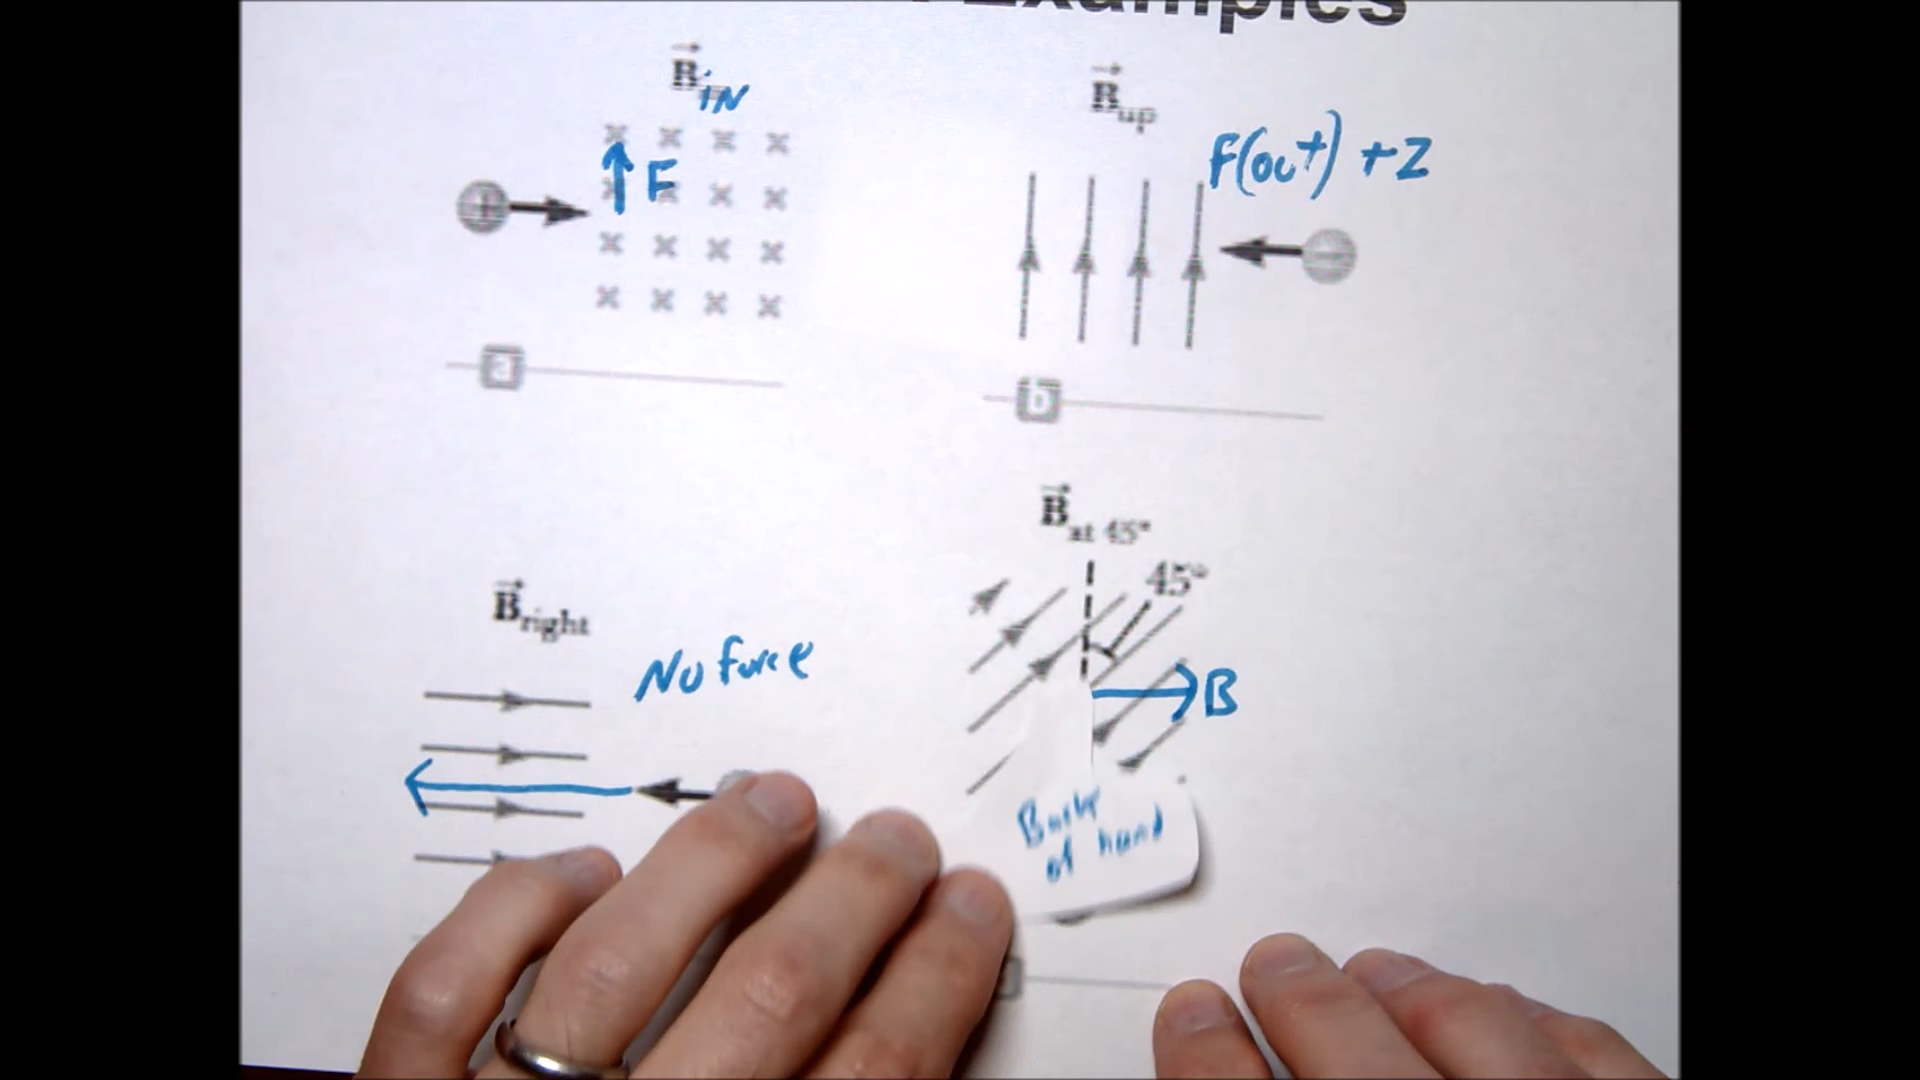 Examples
B in
× × × ×
F × × ×
+
× × × ×
× × × ×
a
B up
F(out) +Z
−
b
B right
No force
B at 45°
45°
B
Back
of hand